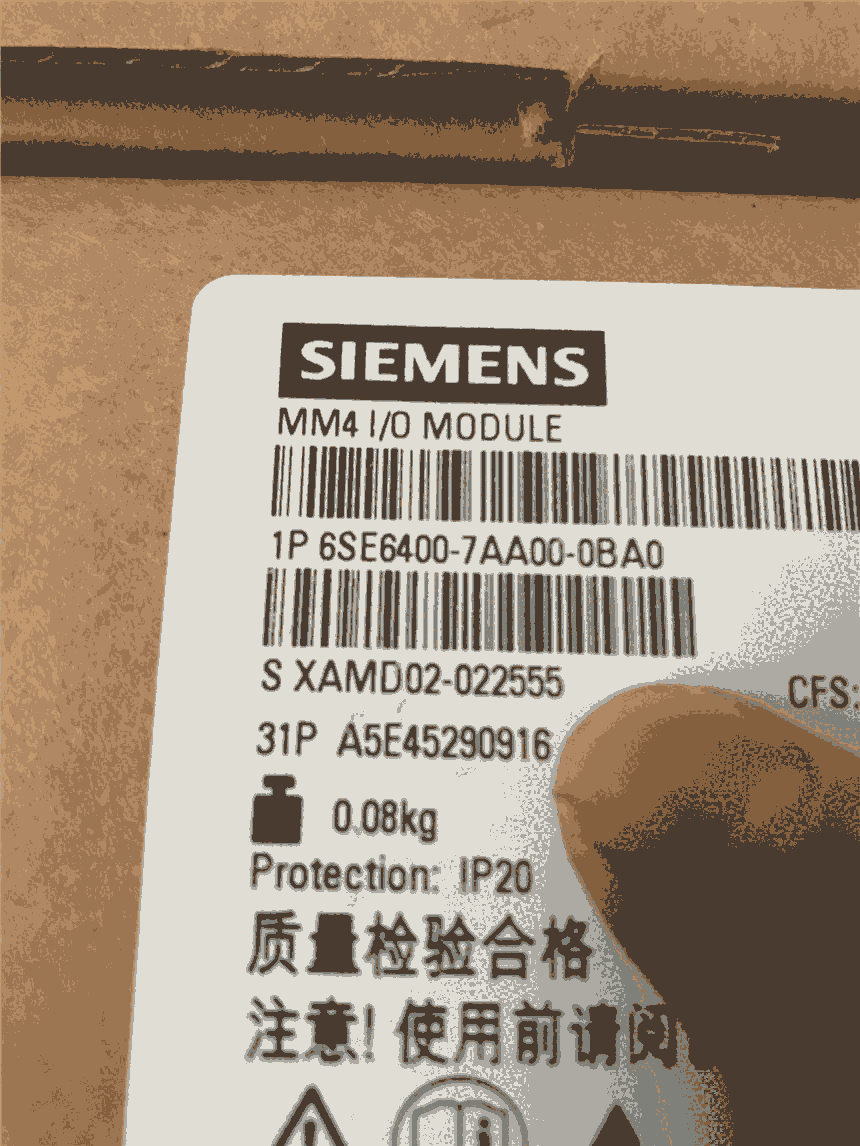 SIEMENS
MM4 I/O MODULE
1P 6SE6400-7AA00-0BA0
S XAMD02-022555
CFS:
31P A5E45290916
0.08kg
Protection: IP20
质量检验合格
注意! 使用前请阅